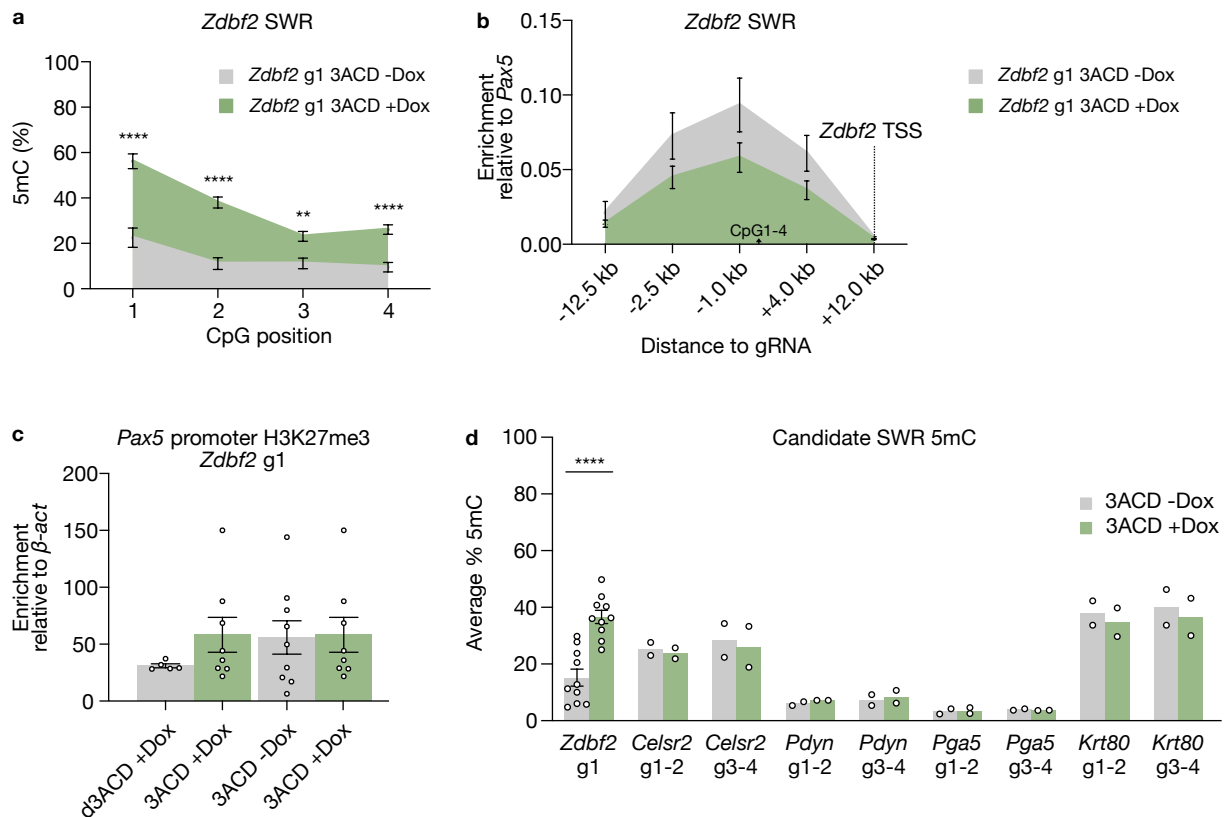 a
Zdbf2 SWR
100
80
60
40
20
0
5mC (%)
Zdbf2 g1 3ACD -Dox
Zdbf2 g1 3ACD +Dox
****
****
**
****
1 2 3 4
CpG position
b
Zdbf2 SWR
0.15
0.10
0.05
0.00
Enrichment
relative to Pax5
Zdbf2 g1 3ACD -Dox
Zdbf2 g1 3ACD +Dox
Zdbf2 TSS
CpG1-4
-12.5 kb
-2.5 kb
-1.0 kb
+4.0 kb
+12.0 kb
Distance to gRNA
c
Pax5 promoter H3K27me3
Zdbf2 g1
200
150
100
50
0
Enrichment
relative to β-act
d3ACD +Dox
3ACD +Dox
3ACD -Dox
3ACD +Dox
d
Candidate SWR 5mC
100
80
60
40
20
0
Average % 5mC
****
3ACD -Dox
3ACD +Dox
Zdbf2 Celsr2 Celsr2 Pdyn Pdyn Pga5 Pga5 Krt80 Krt80
g1 g1-2 g3-4 g1-2 g3-4 g1-2 g3-4 g1-2 g3-4